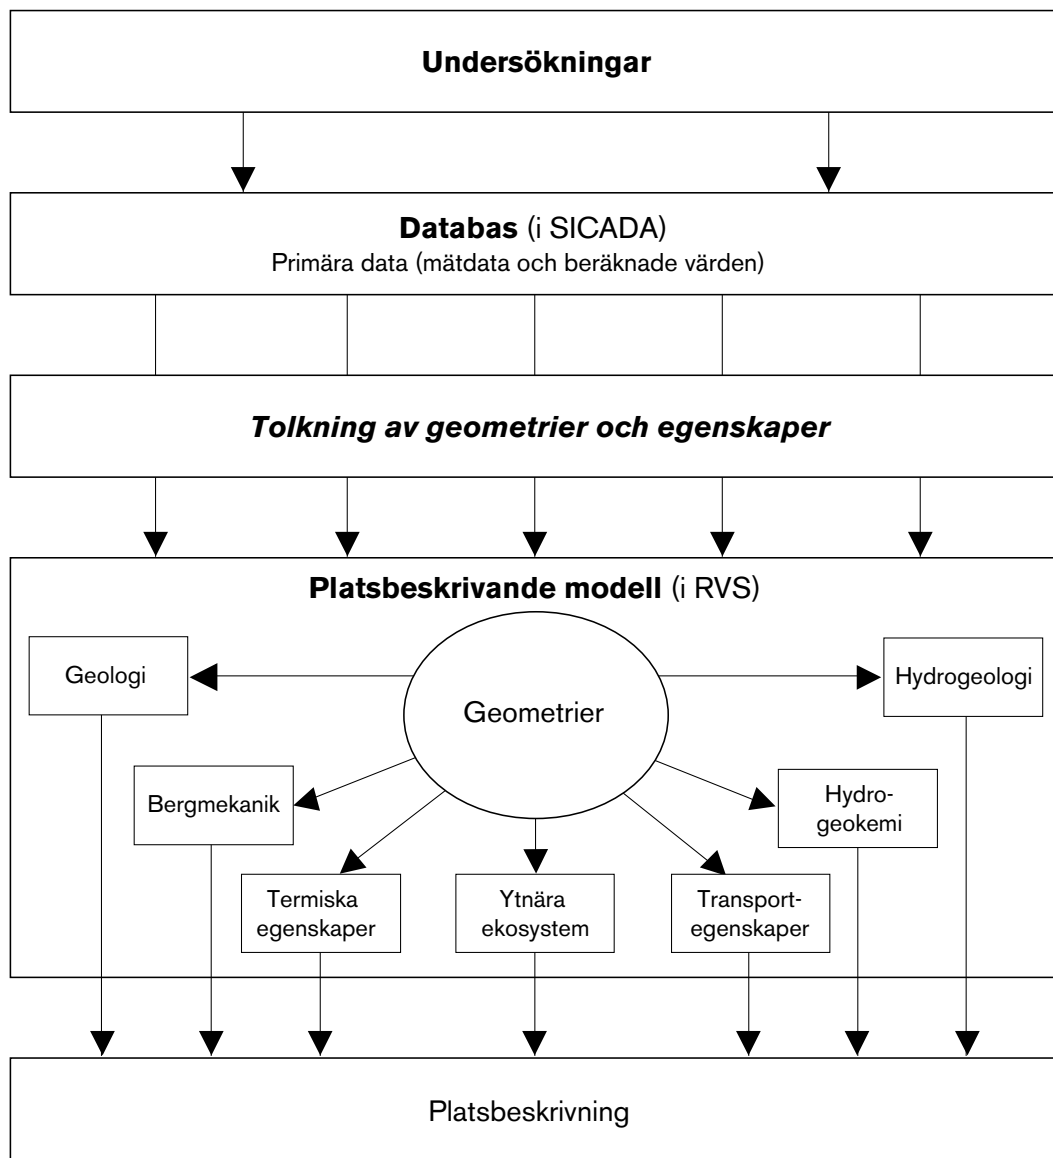 Undersökningar
Databas (i SICADA)
Primära data (mätdata och beräknade värden)
Tolkning av geometrier och egenskaper
Platsbeskrivande modell (i RVS)
Geologi
Geometrier
Hydrogeologi
Bergmekanik
Hydro-
geokemi
Termiska
egenskaper
Ytnära
ekosystem
Transport-
egenskaper
Platsbeskrivning